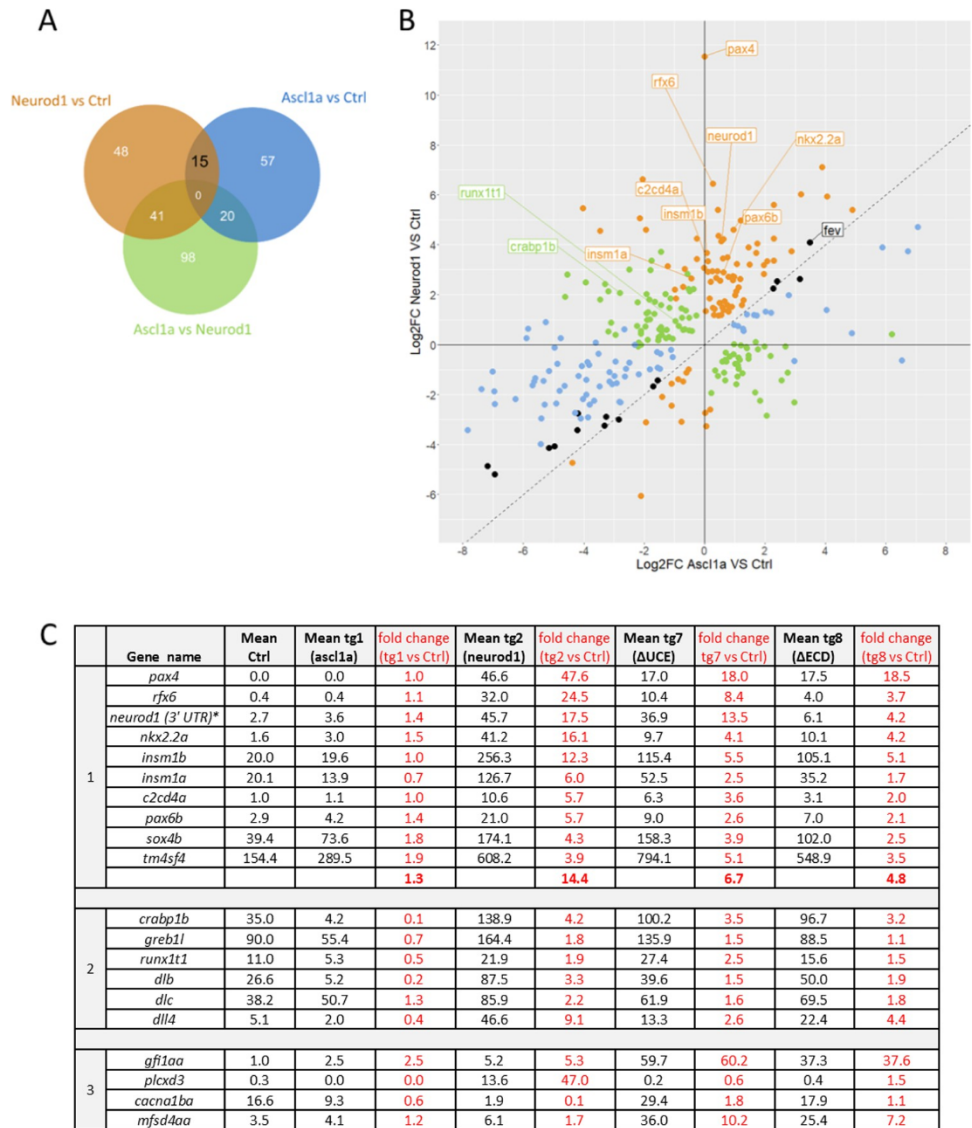 A
Neurod1 vs Ctrl
Ascl1a vs Ctrl
48
15
57
0
41
20
98
Ascl1a vs Neurod1
B
Log2FC Neurod1 VS Ctrl
12
10
8
6
4
2
0
-2
-4
-6
pax4
rfx6
neurod1
nkx2.2a
c2cd4a
runx1t1
insm1b
pax6b
fev
crabp1b
insm1a
-8 -6 -4 -2 0 2 4 6 8
Log2FC Ascl1a VS Ctrl
C
Gene name Mean Ctrl Mean tg1 (ascl1a) fold change (tg1 vs Ctrl) Mean tg2 (neurod1) fold change (tg2 vs Ctrl) Mean tg7 (ΔUCE) fold change tg7 vs Ctrl) Mean tg8 (ΔECD) fold change (tg8 vs Ctrl)
1
pax4 0.0 0.0 1.0 46.6 47.6 17.0 18.0 17.5 18.5
rfx6 0.4 0.4 1.1 32.0 24.5 10.4 8.4 4.0 3.7
neurod1 (3' UTR)* 2.7 3.6 1.4 45.7 17.5 36.9 13.5 6.1 4.2
nkx2.2a 1.6 3.0 1.5 41.2 16.1 9.7 4.1 10.1 4.2
insm1b 20.0 19.6 1.0 256.3 12.3 115.4 5.5 105.1 5.1
insm1a 20.1 13.9 0.7 126.7 6.0 52.5 2.5 35.2 1.7
c2cd4a 1.0 1.1 1.0 10.6 5.7 6.3 3.6 3.1 2.0
pax6b 2.9 4.2 1.4 21.0 5.7 9.0 2.6 7.0 2.1
sox4b 39.4 73.6 1.8 174.1 4.3 158.3 3.9 102.0 2.5
tm4sf4 154.4 289.5 1.9 608.2 3.9 794.1 5.1 548.9 3.5
1.3 14.4 6.7 4.8
2
crabp1b 35.0 4.2 0.1 138.9 4.2 100.2 3.5 96.7 3.2
greb1l 90.0 55.4 0.7 164.4 1.8 135.9 1.5 88.5 1.1
runx1t1 11.0 5.3 0.5 21.9 1.9 27.4 2.5 15.6 1.5
dlb 26.6 5.2 0.2 87.5 3.3 39.6 1.5 50.0 1.9
dlc 38.2 50.7 1.3 85.9 2.2 61.9 1.6 69.5 1.8
dll4 5.1 2.0 0.4 46.6 9.1 13.3 2.6 22.4 4.4
3
gfi1aa 1.0 2.5 2.5 5.2 5.3 59.7 60.2 37.3 37.6
plcxd3 0.3 0.0 0.0 13.6 47.0 0.2 0.6 0.4 1.5
cacna1ba 16.6 9.3 0.6 1.9 0.1 29.4 1.8 17.9 1.1
mfsd4aa 3.5 4.1 1.2 6.1 1.7 36.0 10.2 25.4 7.2